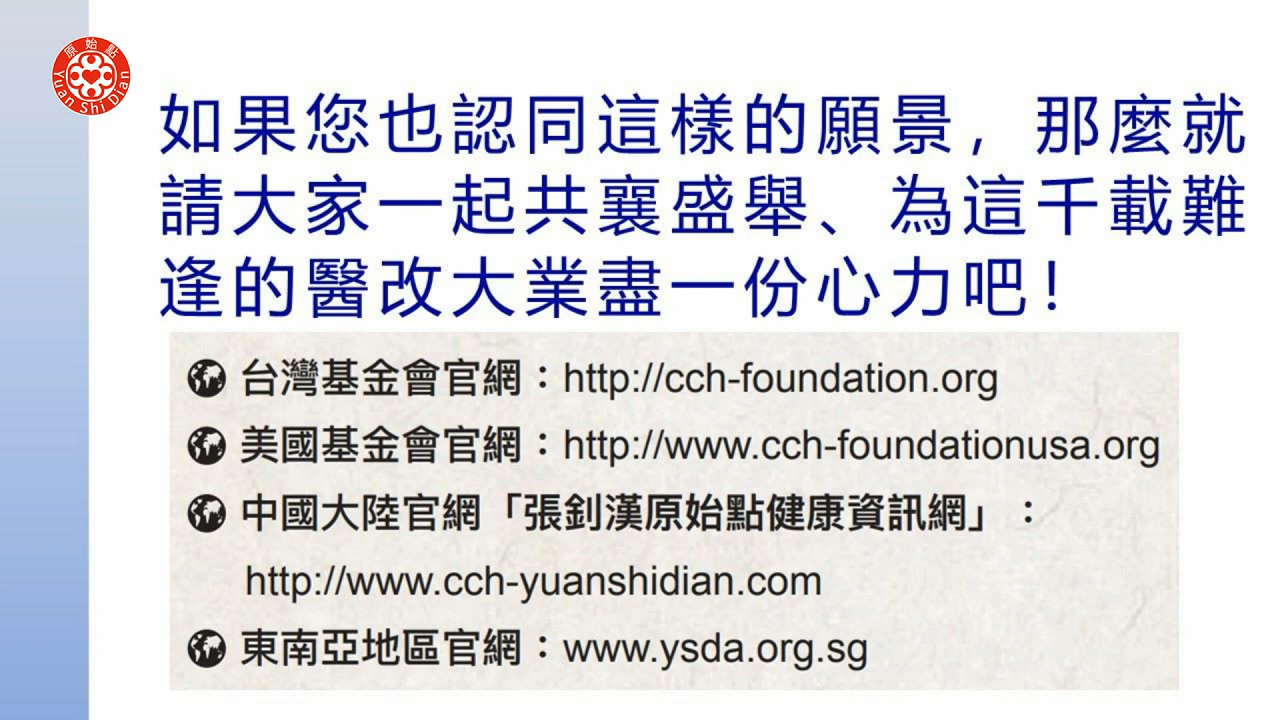 原始點
Yuan Shi Dian
如果您也認同這樣的願景，那麼就
請大家一起共襄盛舉、為這千載難
逢的醫改大業盡一份心力吧！
台灣基金會官網：http://cch-foundation.org
美國基金會官網：http://www.cch-foundationusa.org
中國大陸官網「張釗漢原始點健康資訊網」：
http://www.cch-yuanshidian.com
東南亞地區官網：www.ysda.org.sg